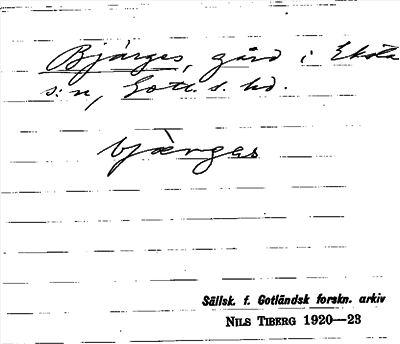 Bjärges, gård i Eksta
s:n, Gotl. s. hd.
bjärges
Sällsk. f. Gotländsk forskn. arkiv
NILS TIBERG 1920—23